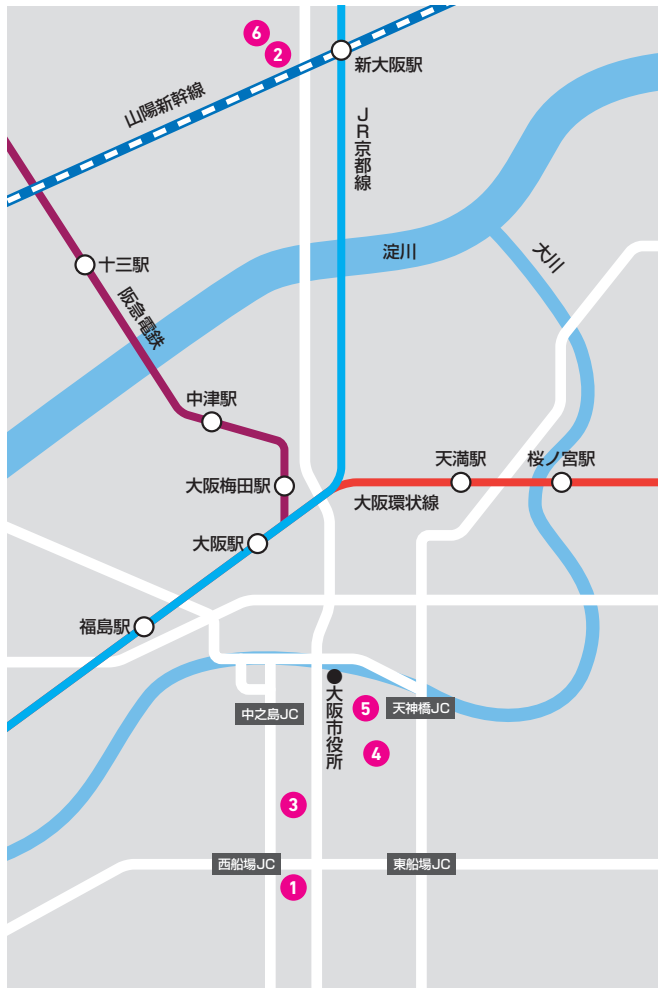 6
2
新大阪駅
山陽新幹線
JR京都線
淀川
大川
十三駅
阪急電鉄
中津駅
天満駅
桜ノ宮駅
大阪梅田駅
大阪環状線
大阪駅
福島駅
大阪市役所
5
中之島JC
天神橋JC
4
3
西船場JC
東船場JC
1